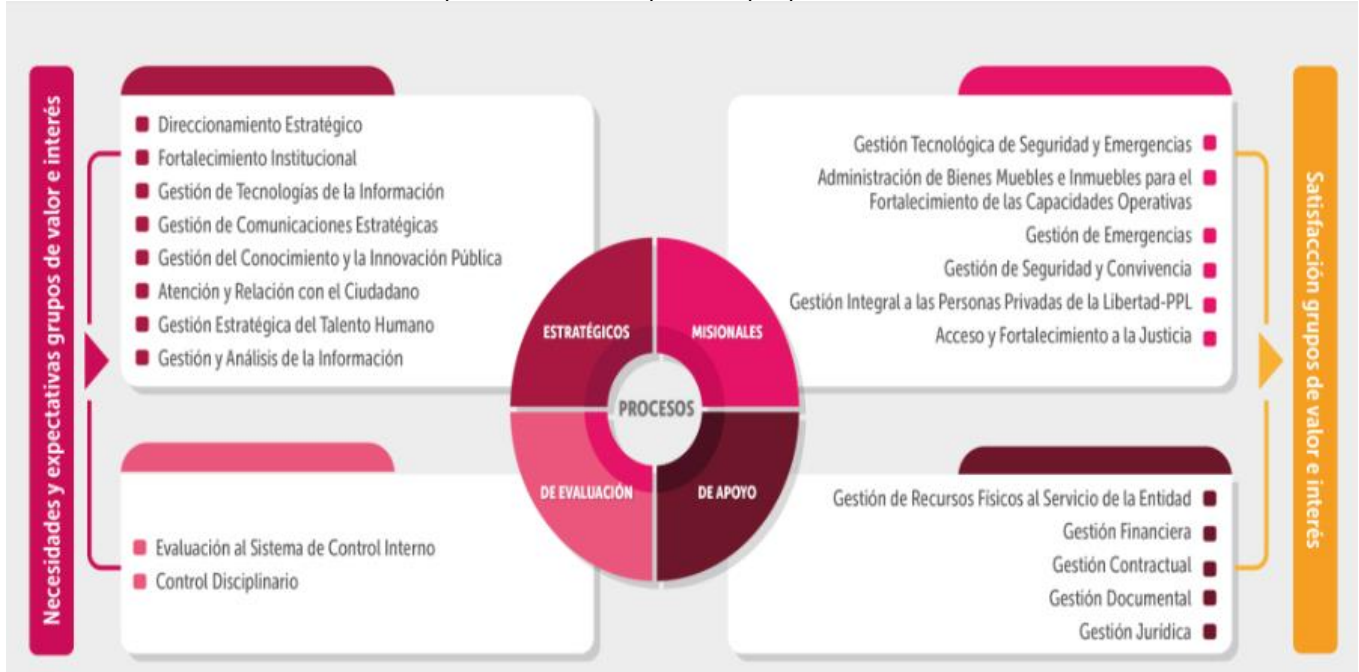 Necesidades y expectativas grupos de valor e interés
Direccionamiento Estratégico
Fortalecimiento Institucional
Gestión de Tecnologías de la Información
Gestión de Comunicaciones Estratégicas
Gestión del Conocimiento y la Innovación Pública
Atención y Relación con el Ciudadano
Gestión Estratégica del Talento Humano
Gestión y Análisis de la Información
Evaluación al Sistema de Control Interno
Control Disciplinario
ESTRATÉGICOS
MISIONALES
PROCESOS
DE EVALUACIÓN
DE APOYO
Gestión Tecnológica de Seguridad y Emergencias
Administración de Bienes Muebles e Inmuebles para el
Fortalecimiento de las Capacidades Operativas
Gestión de Emergencias
Gestión de Seguridad y Convivencia
Gestión Integral a las Personas Privadas de la Libertad-PPL
Acceso y Fortalecimiento a la Justicia
Gestión de Recursos Físicos al Servicio de la Entidad
Gestión Financiera
Gestión Contractual
Gestión Documental
Gestión Jurídica
Satisfacción grupos de valor e interés